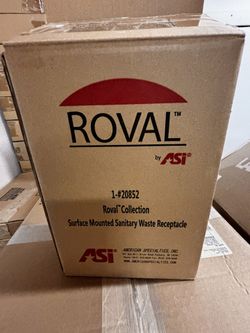 ROVAL™
by ASi®
1-#20852
Roval™ Collection
Surface Mounted Sanitary Waste Receptacle
ASi®
AMERICAN SPECIALTIES, INC.